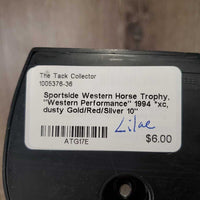 The Tack Collector
1005376-36
Sportside Western Horse Trophy,
"Western Performance" 1994 *xc,
dusty Gold/Red/Silver 10"
Lilac
$6.00
ATG17E